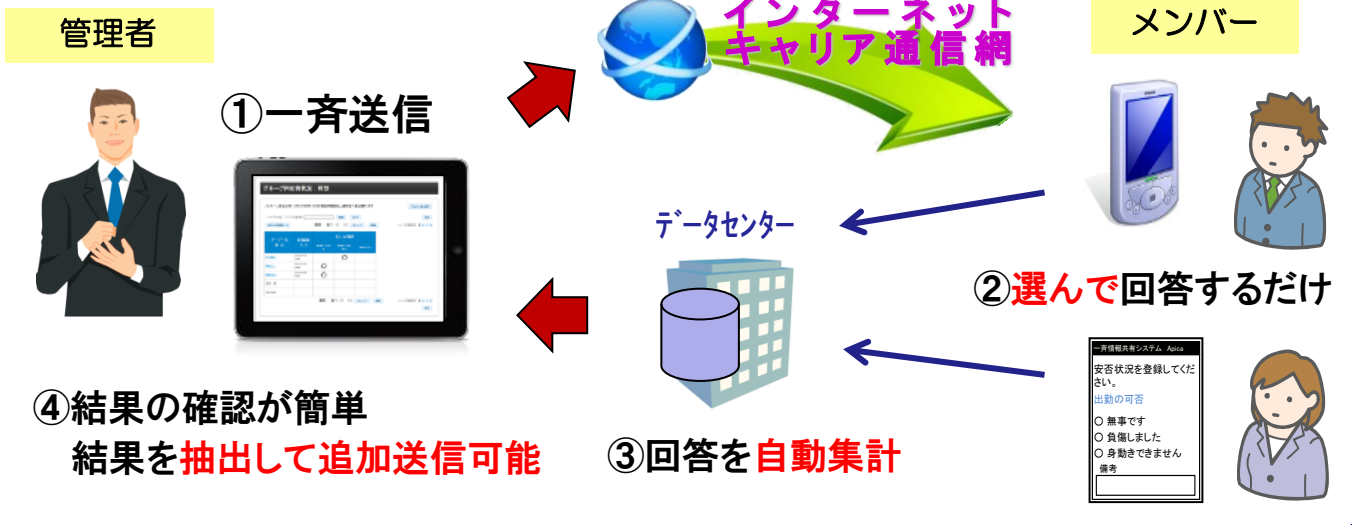 管理者
インターネット
キャリア通信網
メンバー
①一斉送信
データセンター
②選んで回答するだけ
一斉情報共有システム Apica
安否状況を登録してくだ
さい。
出勤の可否
○ 無事です
○ 負傷しました
○ 身動きできません
備考
③回答を自動集計
④結果の確認が簡単
結果を抽出して追加送信可能